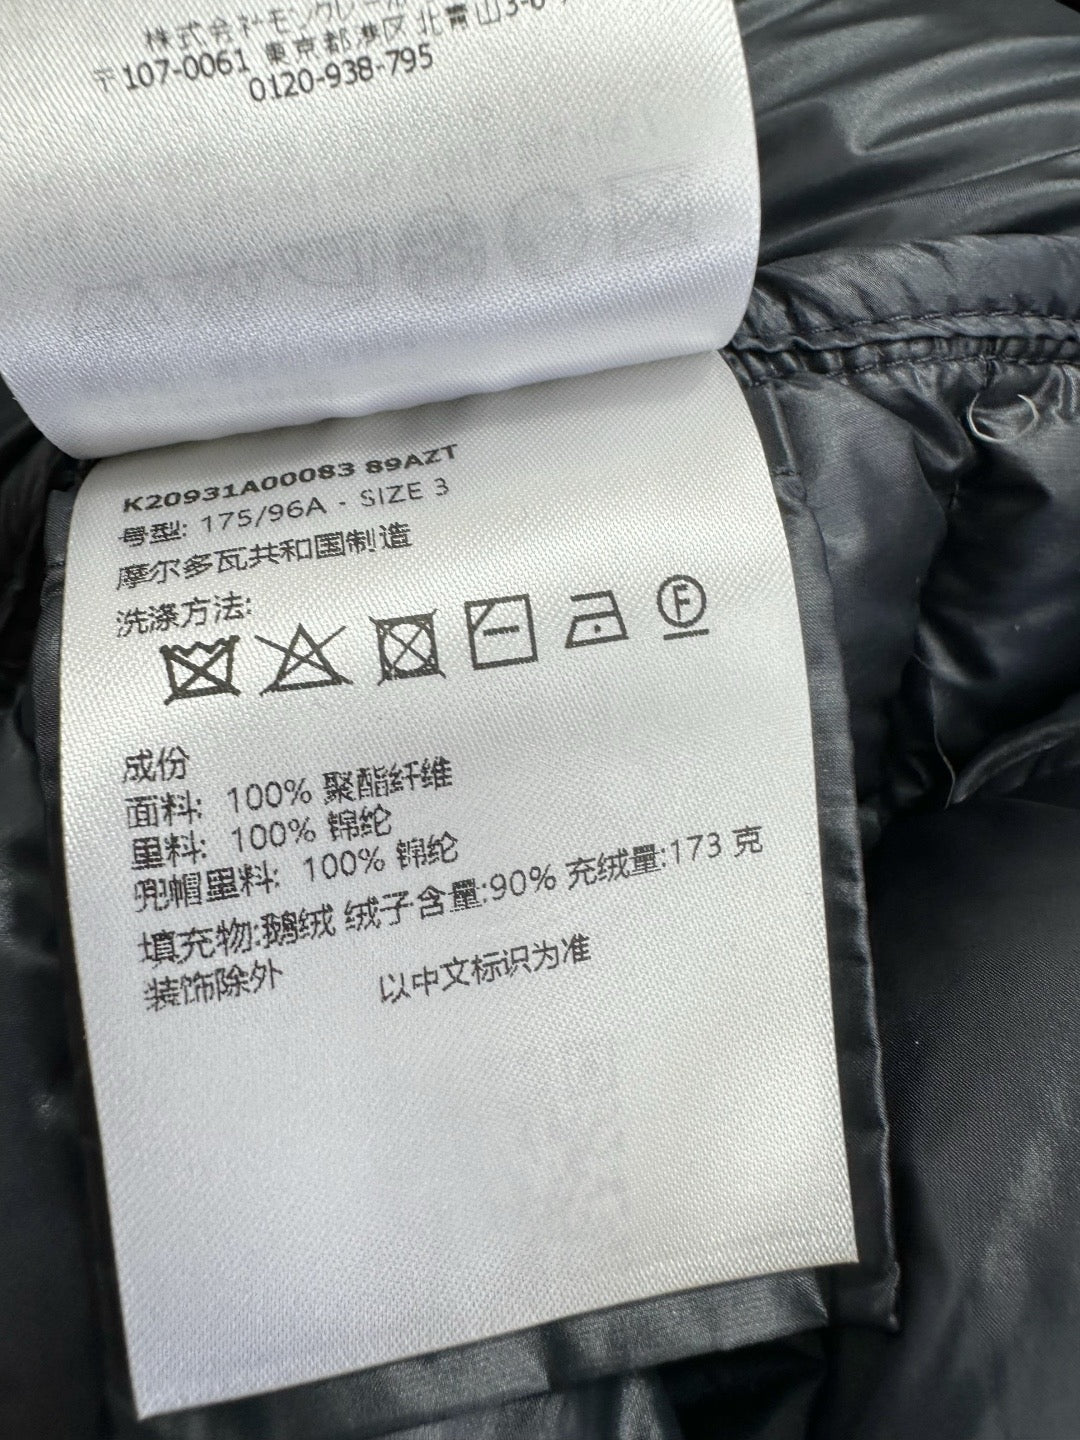 株式会社モンクレール
〒107-0061 東京都港区北青山3-6-
0120-938-795
K20931A00083 89AZT
号型: 175/96A - SIZE 3
摩尔多瓦共和国制造
洗涤方法:
F
成份
面料: 100% 聚酯纤维
里料: 100% 锦纶
兜帽里料: 100% 锦纶
填充物:鹅绒 绒子含量:90% 充绒量:173 克
装饰除外 以中文标识为准